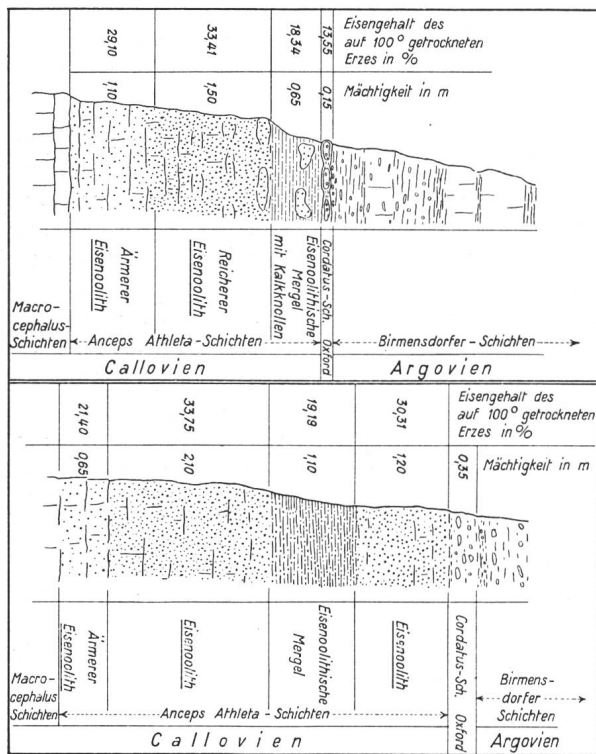 29,10
33,41
18,34
13,55
Eisengehalt des
auf 100° getrockneten
Erzes in %
1,10
1,50
0,65
0,15
Mächtigkeit in m
Macro-
cephalus-
Schichten
Ärmerer
Eisenoolith
Reicherer
Eisenoolith
Eisenoolithische
Mergel
mit Kalkknollen
Cordatus-Sch.
Oxford
Anceps Athleta-Schichten
Birmensdorfer-Schichten
Callovien
Argovien
21,40
33,75
19,19
30,31
Eisengehalt des
auf 100° getrockneten
Erzes in %
0,65
2,10
1,10
1,20
0,35
Mächtigkeit in m
Macro-
cephalus
Schichten
Ärmerer
Eisenoolith
Eisenoolith
Eisenoolithische
Mergel
Eisenoolith
Cordatus-Sch.
Oxford
Birmens-
dorfer
Schichten
Anceps Athleta-Schichten
Callovien
Argovien